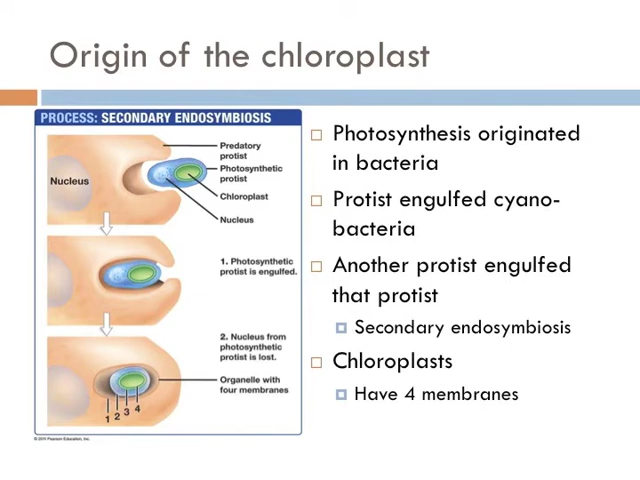 Origin of the chloroplast
PROCESS: SECONDARY ENDOSYMBIOSIS
Predatory
protist
Photosynthetic
protist
Nucleus
Chloroplast
Nucleus
1. Photosynthetic
protist is engulfed.
2. Nucleus from
photosynthetic
protist is lost.
Organelle with
four membranes
1 2 3 4
© 2011 Pearson Education, Inc.
Photosynthesis originated
in bacteria
Protist engulfed cyano-
bacteria
Another protist engulfed
that protist
Secondary endosymbiosis
Chloroplasts
Have 4 membranes